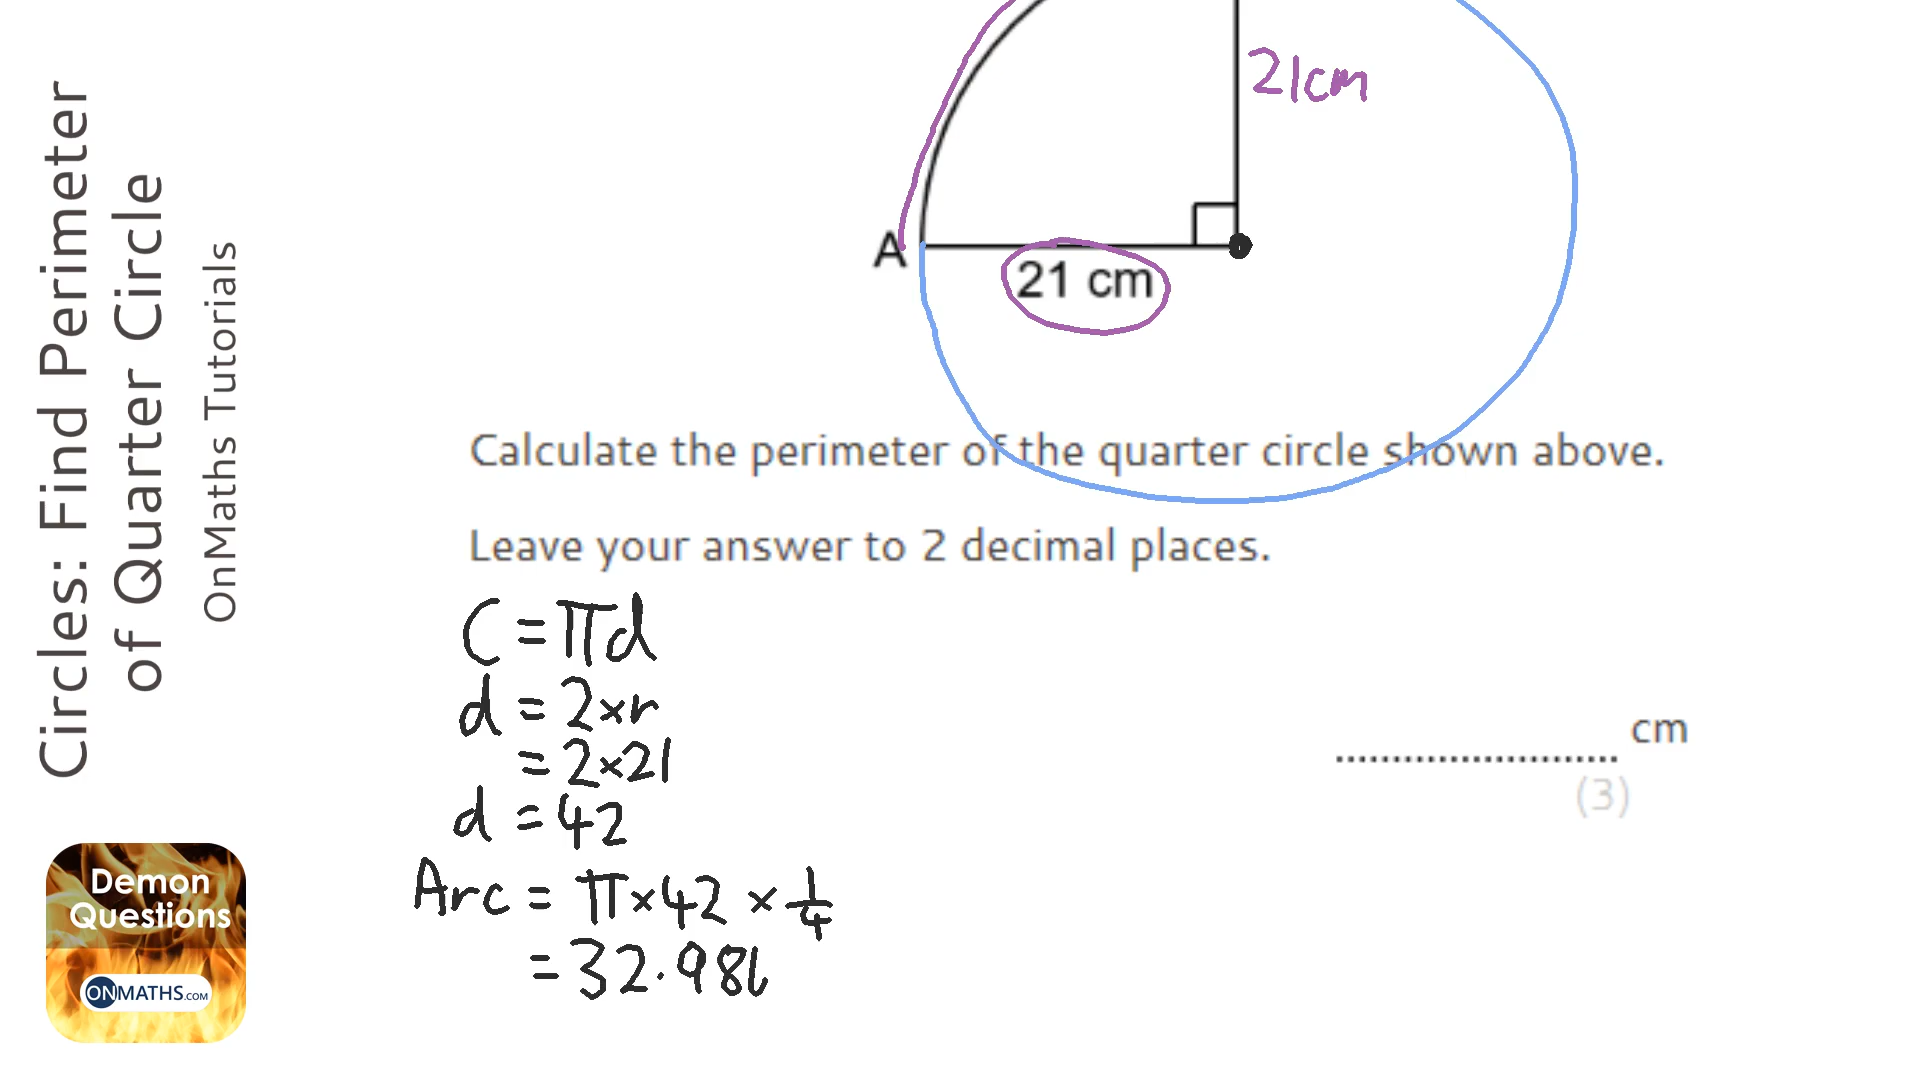 Circles: Find Perimeter
of Quarter Circle
OnMaths Tutorials
21cm
A
21 cm
Calculate the perimeter of the quarter circle shown above.
Leave your answer to 2 decimal places.
C = πd
d = 2×r
= 2×21
d = 42
Arc = π×42 × 1/4
= 32.986
cm
(3)
Demon
Questions
ONMATHS.COM